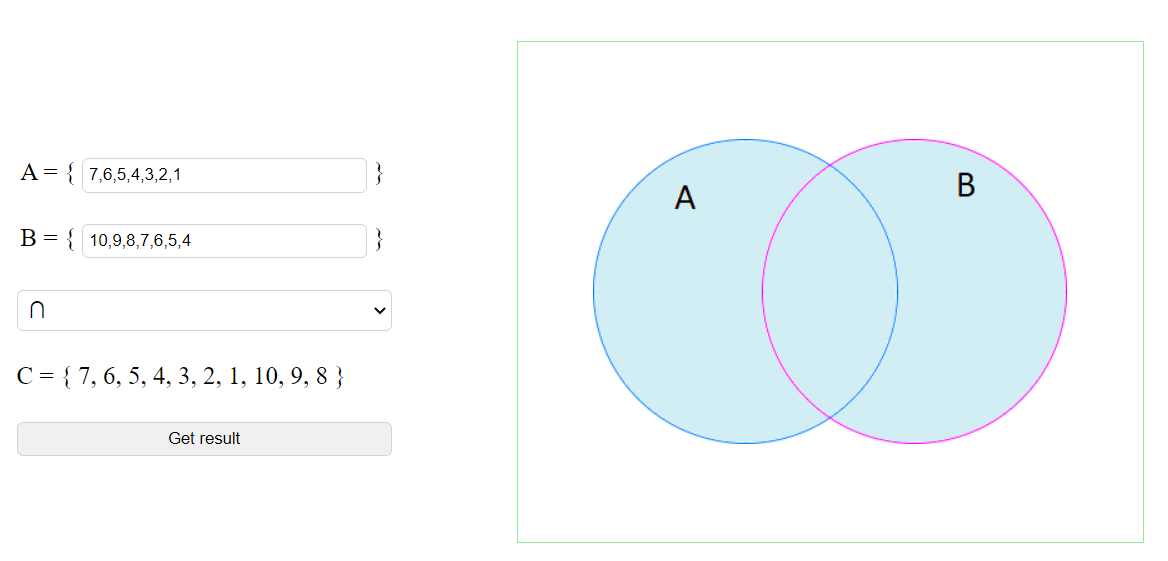 A = { 7,6,5,4,3,2,1 }
B = { 10,9,8,7,6,5,4 }
∩
C = { 7, 6, 5, 4, 3, 2, 1, 10, 9, 8 }
Get result
A
B